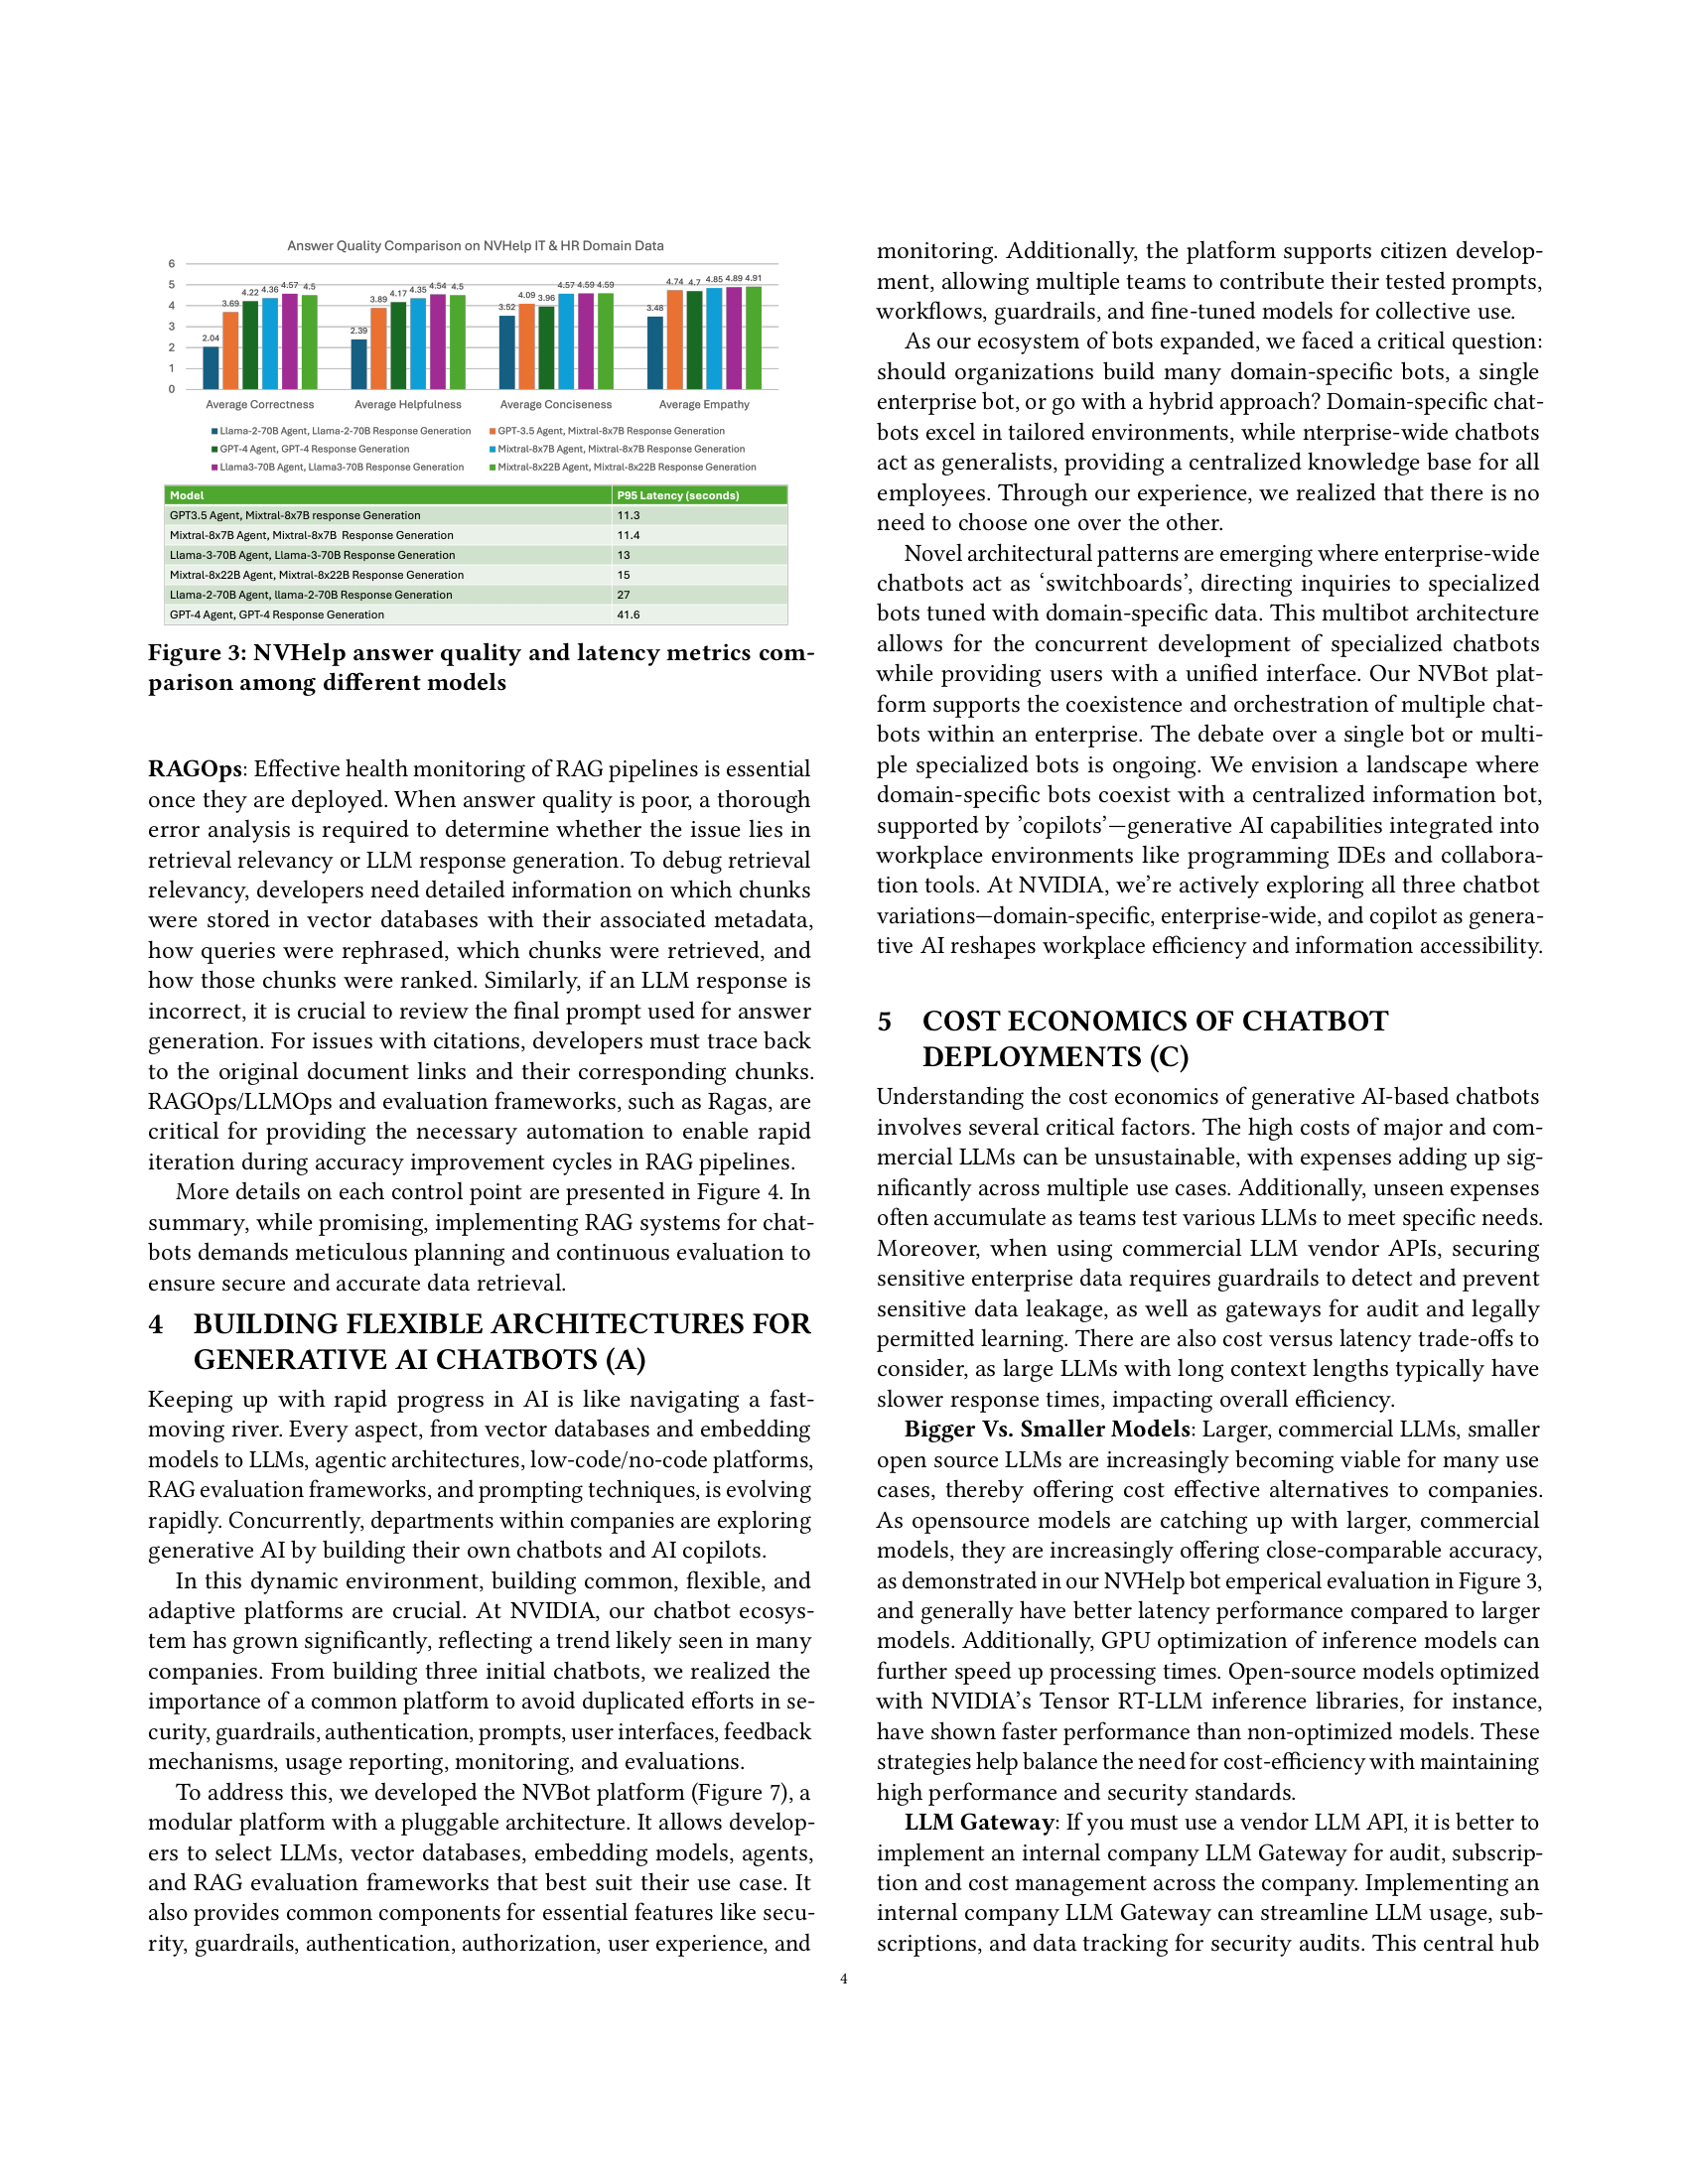 Answer Quality Comparison on NVHelp IT & HR Domain Data
6
5
4
3
2
1
0
2.04
3.69
4.22
4.36
4.57
4.5
2.39
3.89
4.17
4.35
4.54
4.5
3.52
4.09
3.96
4.57
4.59
4.59
3.48
4.74
4.7
4.85
4.89
4.91
Average Correctness
Average Helpfulness
Average Conciseness
Average Empathy
Llama-2-70B Agent, Llama-2-70B Response Generation
GPT-3.5 Agent, Mixtral-8x7B Response Generation
GPT-4 Agent, GPT-4 Response Generation
Mixtral-8x7B Agent, Mixtral-8x7B Response Generation
Llama3-70B Agent, Llama3-70B Response Generation
Mixtral-8x22B Agent, Mixtral-8x22B Response Generation
Model P95 Latency (seconds)
GPT3.5 Agent, Mixtral-8x7B response Generation 11.3
Mixtral-8x7B Agent, Mixtral-8x7B Response Generation 11.4
Llama-3-70B Agent, Llama-3-70B Response Generation 13
Mixtral-8x22B Agent, Mixtral-8x22B Response Generation 15
Llama-2-70B Agent, llama-2-70B Response Generation 27
GPT-4 Agent, GPT-4 Response Generation 41.6
Figure 3: NVHelp answer quality and latency metrics com-
parison among different models
RAGOps: Effective health monitoring of RAG pipelines is essential
once they are deployed. When answer quality is poor, a thorough
error analysis is required to determine whether the issue lies in
retrieval relevancy or LLM response generation. To debug retrieval
relevancy, developers need detailed information on which chunks
were stored in vector databases with their associated metadata,
how queries were rephrased, which chunks were retrieved, and
how those chunks were ranked. Similarly, if an LLM response is
incorrect, it is crucial to review the final prompt used for answer
generation. For issues with citations, developers must trace back
to the original document links and their corresponding chunks.
RAGOps/LLMOps and evaluation frameworks, such as Ragas, are
critical for providing the necessary automation to enable rapid
iteration during accuracy improvement cycles in RAG pipelines.
More details on each control point are presented in Figure 4. In
summary, while promising, implementing RAG systems for chat-
bots demands meticulous planning and continuous evaluation to
ensure secure and accurate data retrieval.
4 BUILDING FLEXIBLE ARCHITECTURES FOR
GENERATIVE AI CHATBOTS (A)
Keeping up with rapid progress in AI is like navigating a fast-
moving river. Every aspect, from vector databases and embedding
models to LLMs, agentic architectures, low-code/no-code platforms,
RAG evaluation frameworks, and prompting techniques, is evolving
rapidly. Concurrently, departments within companies are exploring
generative AI by building their own chatbots and AI copilots.
In this dynamic environment, building common, flexible, and
adaptive platforms are crucial. At NVIDIA, our chatbot ecosys-
tem has grown significantly, reflecting a trend likely seen in many
companies. From building three initial chatbots, we realized the
importance of a common platform to avoid duplicated efforts in se-
curity, guardrails, authentication, prompts, user interfaces, feedback
mechanisms, usage reporting, monitoring, and evaluations.
To address this, we developed the NVBot platform (Figure 7), a
modular platform with a pluggable architecture. It allows develop-
ers to select LLMs, vector databases, embedding models, agents,
and RAG evaluation frameworks that best suit their use case. It
also provides common components for essential features like secu-
rity, guardrails, authentication, authorization, user experience, and
monitoring. Additionally, the platform supports citizen develop-
ment, allowing multiple teams to contribute their tested prompts,
workflows, guardrails, and fine-tuned models for collective use.
As our ecosystem of bots expanded, we faced a critical question:
should organizations build many domain-specific bots, a single
enterprise bot, or go with a hybrid approach? Domain-specific chat-
bots excel in tailored environments, while nterprise-wide chatbots
act as generalists, providing a centralized knowledge base for all
employees. Through our experience, we realized that there is no
need to choose one over the other.
Novel architectural patterns are emerging where enterprise-wide
chatbots act as ‘switchboards’, directing inquiries to specialized
bots tuned with domain-specific data. This multibot architecture
allows for the concurrent development of specialized chatbots
while providing users with a unified interface. Our NVBot plat-
form supports the coexistence and orchestration of multiple chat-
bots within an enterprise. The debate over a single bot or multi-
ple specialized bots is ongoing. We envision a landscape where
domain-specific bots coexist with a centralized information bot,
supported by ’copilots’—generative AI capabilities integrated into
workplace environments like programming IDEs and collabora-
tion tools. At NVIDIA, we’re actively exploring all three chatbot
variations—domain-specific, enterprise-wide, and copilot as genera-
tive AI reshapes workplace efficiency and information accessibility.
5 COST ECONOMICS OF CHATBOT
DEPLOYMENTS (C)
Understanding the cost economics of generative AI-based chatbots
involves several critical factors. The high costs of major and com-
mercial LLMs can be unsustainable, with expenses adding up sig-
nificantly across multiple use cases. Additionally, unseen expenses
often accumulate as teams test various LLMs to meet specific needs.
Moreover, when using commercial LLM vendor APIs, securing
sensitive enterprise data requires guardrails to detect and prevent
sensitive data leakage, as well as gateways for audit and legally
permitted learning. There are also cost versus latency trade-offs to
consider, as large LLMs with long context lengths typically have
slower response times, impacting overall efficiency.
Bigger Vs. Smaller Models: Larger, commercial LLMs, smaller
open source LLMs are increasingly becoming viable for many use
cases, thereby offering cost effective alternatives to companies.
As opensource models are catching up with larger, commercial
models, they are increasingly offering close-comparable accuracy,
as demonstrated in our NVHelp bot emperical evaluation in Figure 3,
and generally have better latency performance compared to larger
models. Additionally, GPU optimization of inference models can
further speed up processing times. Open-source models optimized
with NVIDIA’s Tensor RT-LLM inference libraries, for instance,
have shown faster performance than non-optimized models. These
strategies help balance the need for cost-efficiency with maintaining
high performance and security standards.
LLM Gateway: If you must use a vendor LLM API, it is better to
implement an internal company LLM Gateway for audit, subscrip-
tion and cost management across the company. Implementing an
internal company LLM Gateway can streamline LLM usage, sub-
scriptions, and data tracking for security audits. This central hub
4